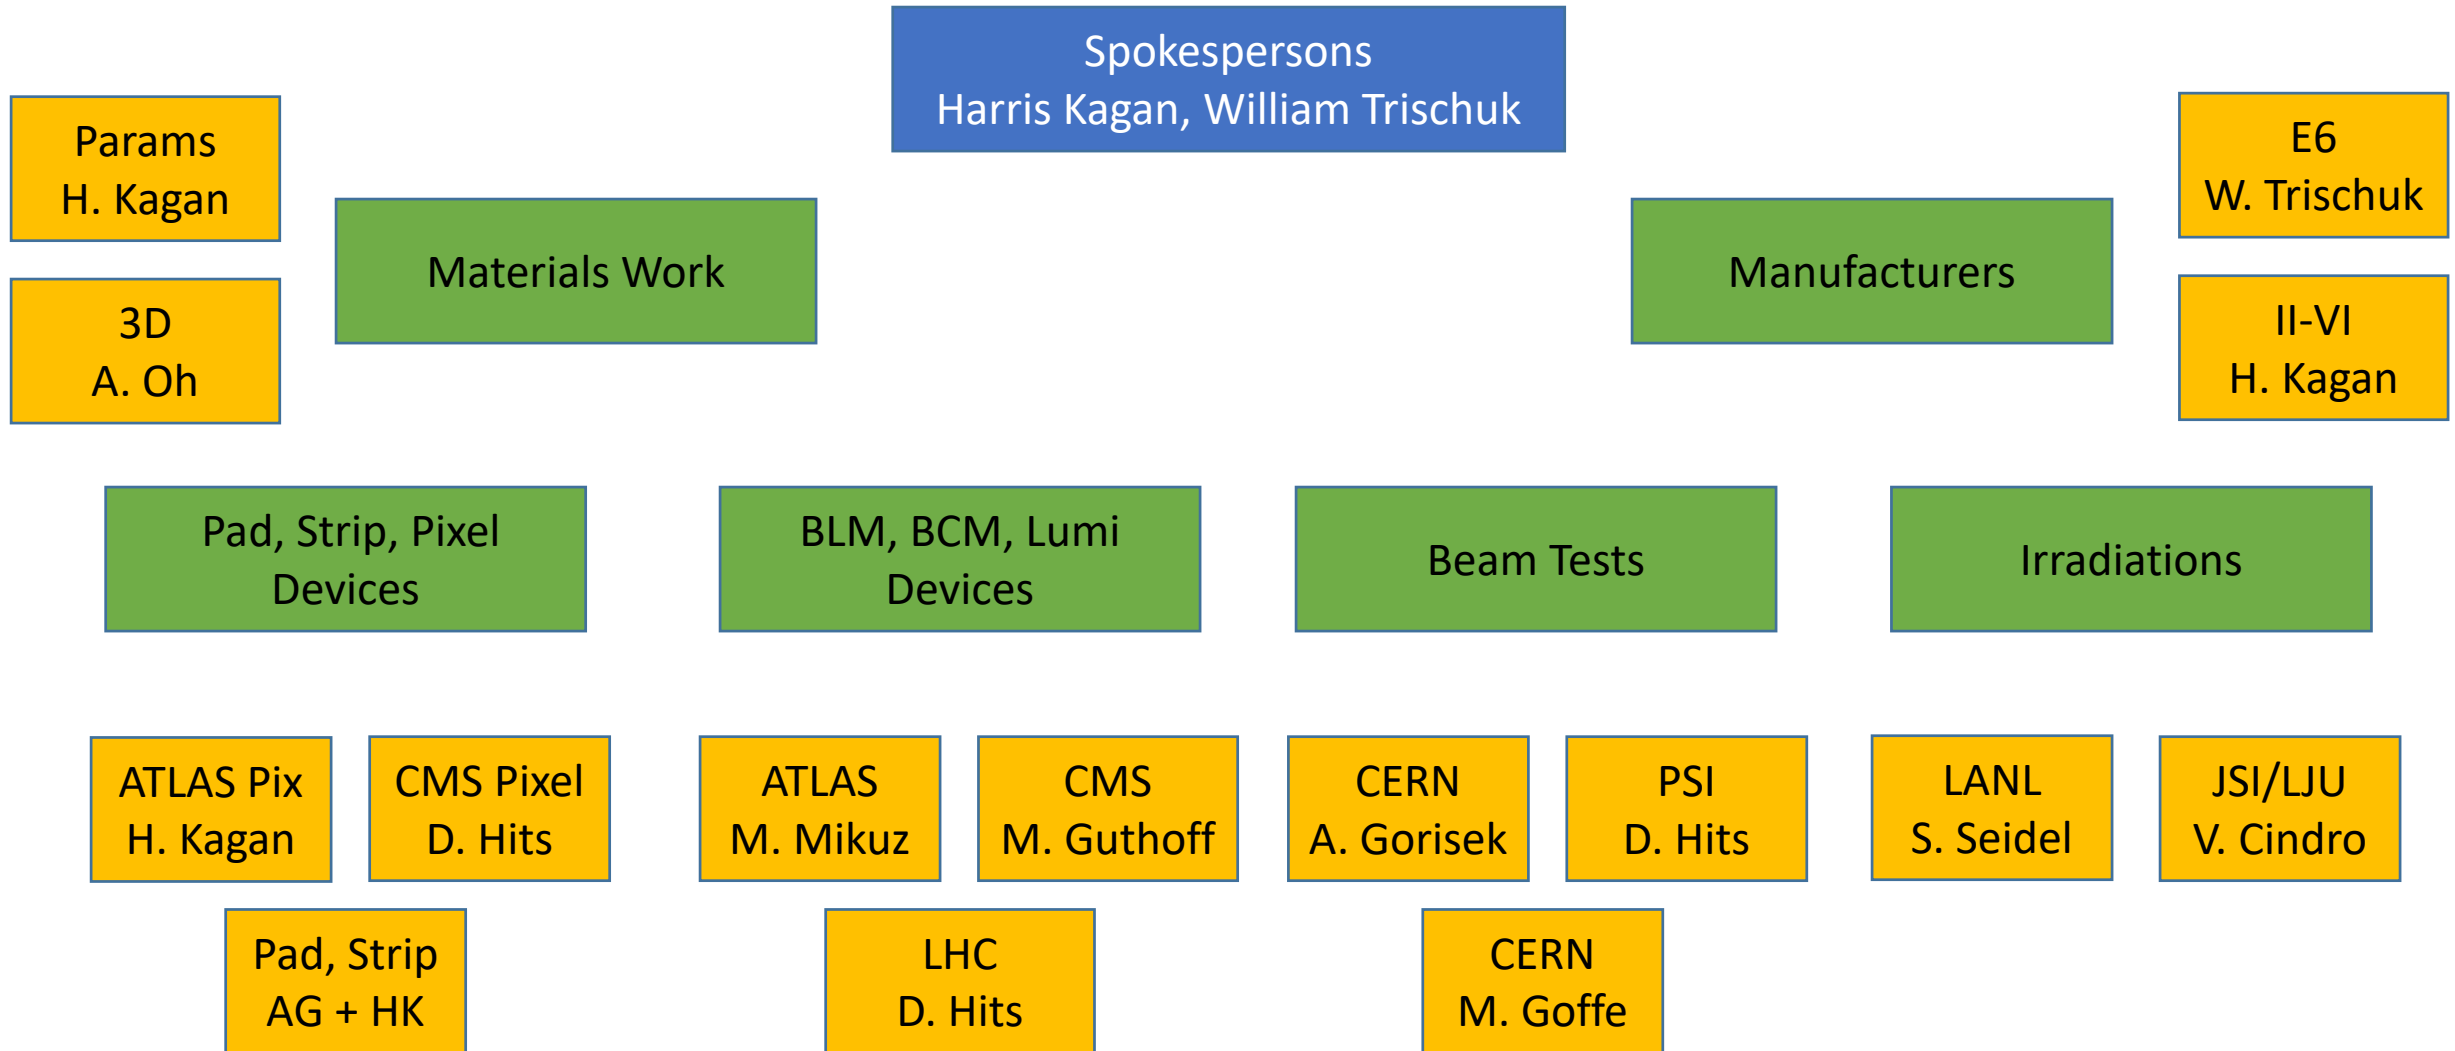 Spokespersons
Harris Kagan, William Trischuk
Params
H. Kagan
3D
A. Oh
Materials Work
Manufacturers
E6
W. Trischuk
II-VI
H. Kagan
Pad, Strip, Pixel
Devices
BLM, BCM, Lumi
Devices
Beam Tests
Irradiations
ATLAS Pix
H. Kagan
CMS Pixel
D. Hits
Pad, Strip
AG + HK
ATLAS
M. Mikuz
CMS
M. Guthoff
LHC
D. Hits
CERN
A. Gorisek
PSI
D. Hits
CERN
M. Goffe
LANL
S. Seidel
JSI/LJU
V. Cindro